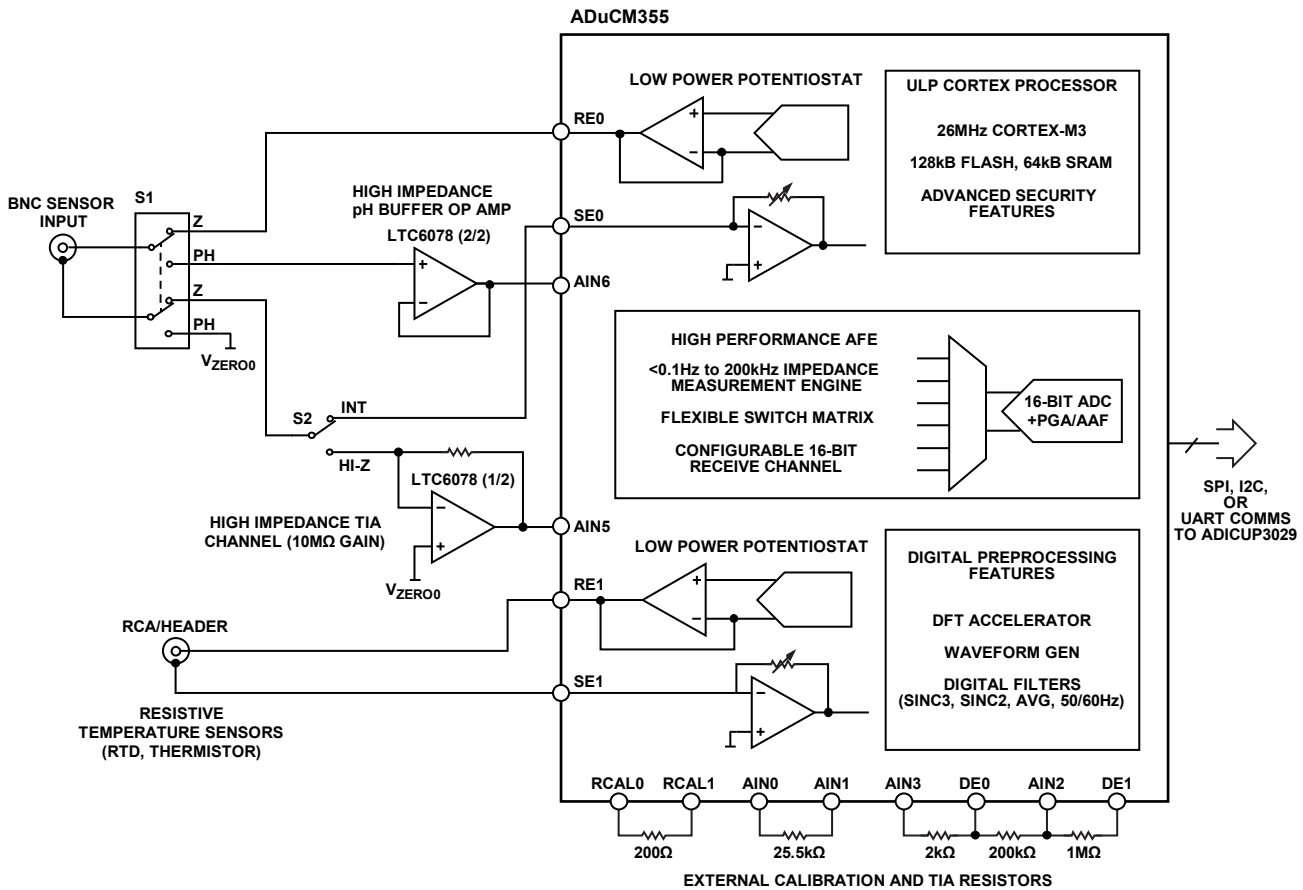 ADuCM355
LOW POWER POTENTIOSTAT
ULP CORTEX PROCESSOR
26MHz CORTEX-M3
128kB FLASH, 64kB SRAM
ADVANCED SECURITY
FEATURES
RE0
+
−
BNC SENSOR
INPUT
S1
Z
PH
Z
PH
VZERO0
HIGH IMPEDANCE
pH BUFFER OP AMP
LTC6078 (2/2)
+
−
SE0
−
+
AIN6
HIGH PERFORMANCE AFE
<0.1Hz to 200kHz IMPEDANCE
MEASUREMENT ENGINE
FLEXIBLE SWITCH MATRIX
CONFIGURABLE 16-BIT
RECEIVE CHANNEL
16-BIT ADC
+PGA/AAF
S2
INT
HI-Z
LTC6078 (1/2)
−
+
HIGH IMPEDANCE TIA
CHANNEL (10MΩ GAIN)
VZERO0
AIN5
SPI, I2C,
OR
UART COMMS
TO ADICUP3029
LOW POWER POTENTIOSTAT
RE1
+
−
DIGITAL PREPROCESSING
FEATURES
DFT ACCELERATOR
WAVEFORM GEN
DIGITAL FILTERS
(SINC3, SINC2, AVG, 50/60Hz)
RCA/HEADER
SE1
−
+
RESISTIVE
TEMPERATURE SENSORS
(RTD, THERMISTOR)
RCAL0 RCAL1 AIN0 AIN1 AIN3 DE0 AIN2 DE1
200Ω 25.5kΩ 2kΩ 200kΩ 1MΩ
EXTERNAL CALIBRATION AND TIA RESISTORS